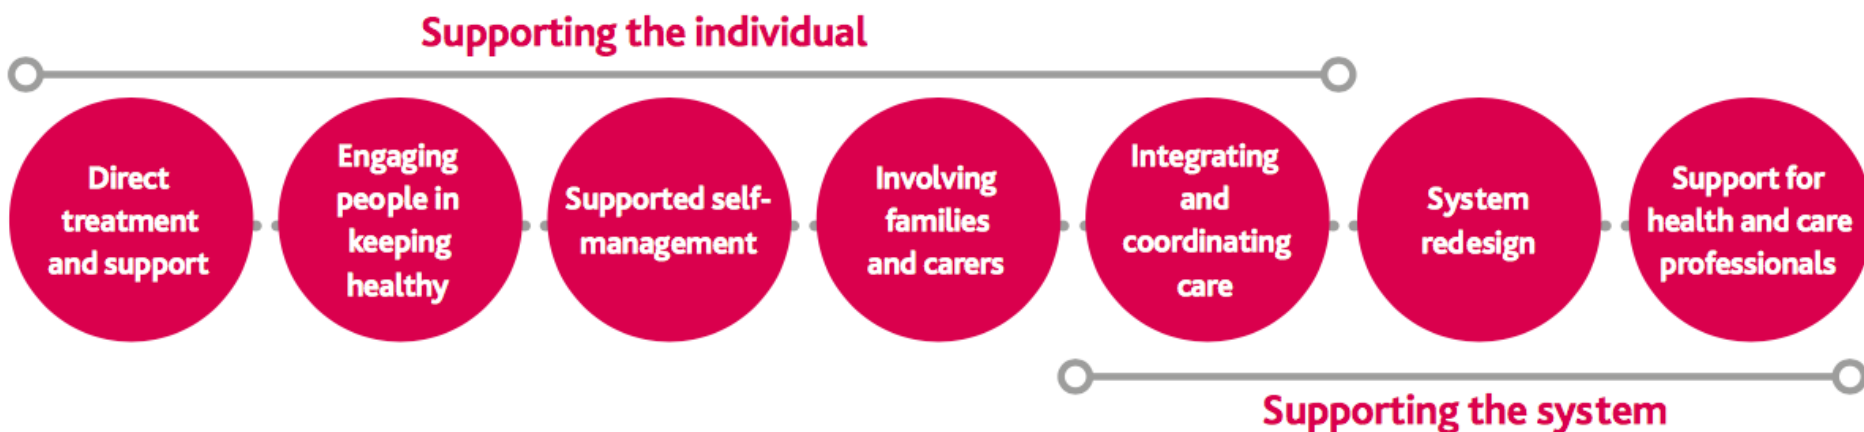 Supporting the individual
Direct
treatment
and support
Engaging
people in
keeping
healthy
Supported self-
management
Involving
families
and carers
Integrating
and
coordinating
care
System
redesign
Support for
health and care
professionals
Supporting the system